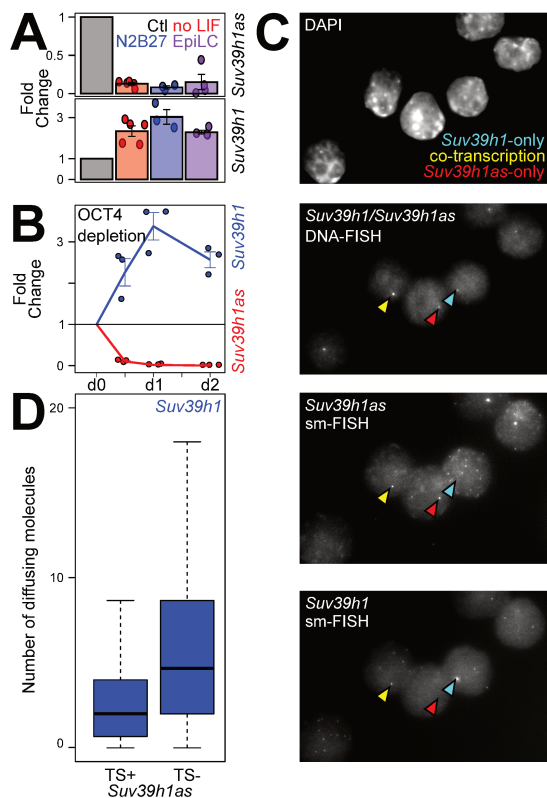 A
Ctl no LIF
N2B27 EpiLC
1
0.5
0
Suv39h1as
Fold
Change
3
1
0
Suv39h1
B
OCT4
depletion
3
1
0
Fold
Change
Suv39h1
Suv39h1as
d0 d1 d2
C
DAPI
Suv39h1-only
co-transcription
Suv39h1as-only
Suv39h1/Suv39h1as
DNA-FISH
Suv39h1as
sm-FISH
Suv39h1
sm-FISH
D
Suv39h1
20
10
0
Number of diffusing molecules
TS+ TS-
Suv39h1as